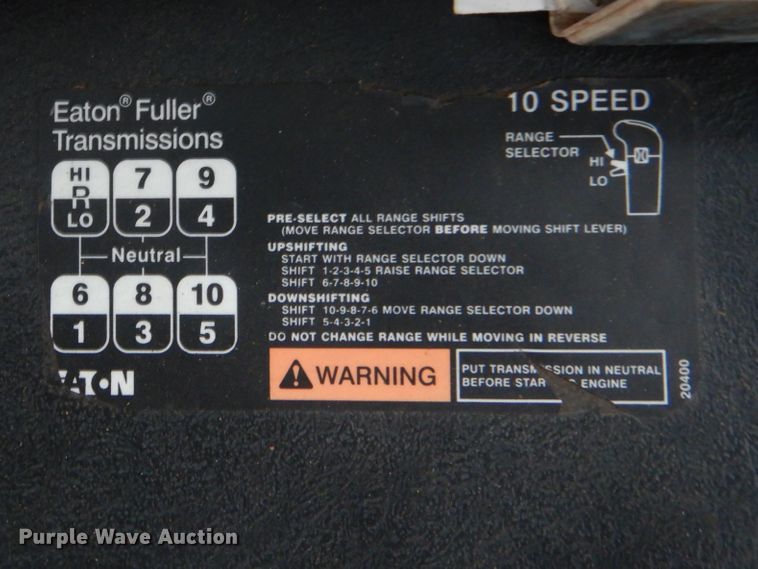 Eaton® Fuller®
Transmissions
10 SPEED
RANGE
SELECTOR
HI
LO
HI
R
LO
7
2
9
4
Neutral
6
1
8
3
10
5
PRE-SELECT ALL RANGE SHIFTS
(MOVE RANGE SELECTOR BEFORE MOVING SHIFT LEVER)
UPSHIFTING
START WITH RANGE SELECTOR DOWN
SHIFT 1-2-3-4-5 RAISE RANGE SELECTOR
SHIFT 6-7-8-9-10
DOWNSHIFTING
SHIFT 10-9-8-7-6 MOVE RANGE SELECTOR DOWN
SHIFT 5-4-3-2-1
DO NOT CHANGE RANGE WHILE MOVING IN REVERSE
WARNING
PUT TRANSMISSION IN NEUTRAL
BEFORE ENGINE
20400
EATON
Purple Wave Auction